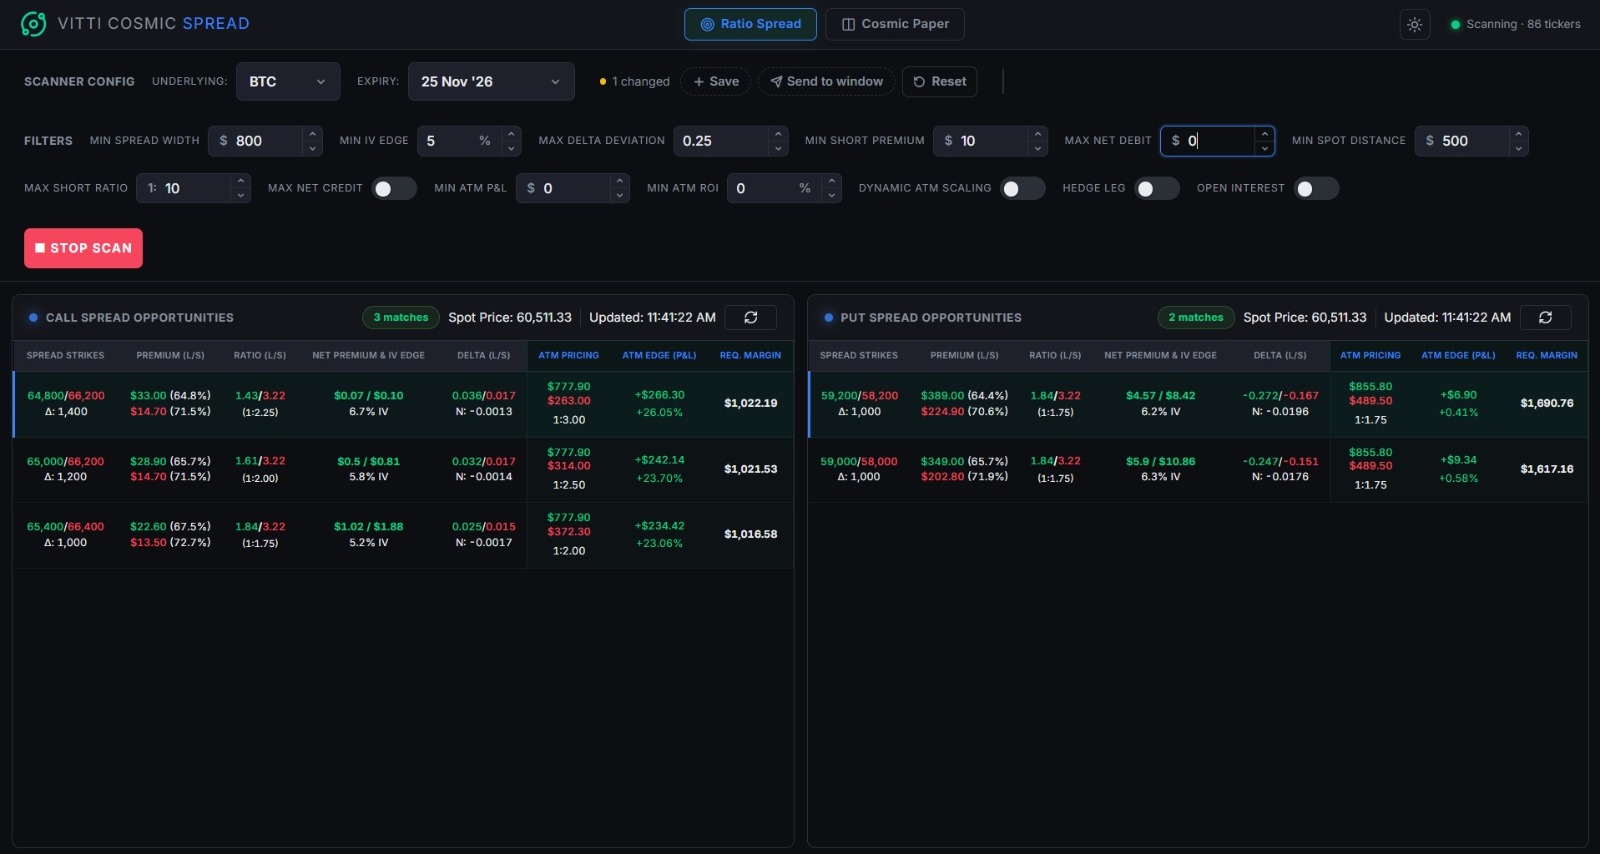 VITTI COSMIC SPREAD
Ratio Spread
Cosmic Paper
Scanning · 86 tickers
SCANNER CONFIG UNDERLYING: BTC EXPIRY: 25 Nov '26 1 changed + Save Send to window Reset
FILTERS MIN SPREAD WIDTH $ 800 MIN IV EDGE 5 % MAX DELTA DEVIATION 0.25 MIN SHORT PREMIUM $ 10 MAX NET DEBIT $ 0 MIN SPOT DISTANCE $ 500
MAX SHORT RATIO 1: 10 MAX NET CREDIT MIN ATM P&L $ 0 MIN ATM ROI 0 % DYNAMIC ATM SCALING HEDGE LEG OPEN INTEREST
STOP SCAN
CALL SPREAD OPPORTUNITIES 3 matches Spot Price: 60,511.33 Updated: 11:41:22 AM
SPREAD STRIKES PREMIUM (L/S) RATIO (L/S) NET PREMIUM & IV EDGE DELTA (L/S) ATM PRICING ATM EDGE (P&L) REQ. MARGIN
64,800/66,200
Δ: 1,400
$33.00 (64.8%)
$14.70 (71.5%)
1.43/3.22
(1:2.25)
$0.07 / $0.10
6.7% IV
0.036/0.017
N: -0.0013
$777.90
$263.00
1:3.00
+$266.30
+26.05%
$1,022.19
65,000/66,200
Δ: 1,200
$28.90 (65.7%)
$14.70 (71.5%)
1.61/3.22
(1:2.00)
$0.5 / $0.81
5.8% IV
0.032/0.017
N: -0.0014
$777.90
$314.00
1:2.50
+$242.14
+23.70%
$1,021.53
65,400/66,400
Δ: 1,000
$22.60 (67.5%)
$13.50 (72.7%)
1.84/3.22
(1:1.75)
$1.02 / $1.88
5.2% IV
0.025/0.015
N: -0.0017
$777.90
$372.30
1:2.00
+$234.42
+23.06%
$1,016.58
PUT SPREAD OPPORTUNITIES 2 matches Spot Price: 60,511.33 Updated: 11:41:22 AM
SPREAD STRIKES PREMIUM (L/S) RATIO (L/S) NET PREMIUM & IV EDGE DELTA (L/S) ATM PRICING ATM EDGE (P&L) REQ. MARGIN
59,200/58,200
Δ: 1,000
$389.00 (64.4%)
$224.90 (70.6%)
1.84/3.22
(1:1.75)
$4.57 / $8.42
6.2% IV
-0.272/-0.167
N: -0.0196
$855.80
$489.50
1:1.75
+$6.90
+0.41%
$1,690.76
59,000/58,000
Δ: 1,000
$349.00 (65.7%)
$202.80 (71.9%)
1.84/3.22
(1:1.75)
$5.9 / $10.86
6.3% IV
-0.247/-0.151
N: -0.0176
$855.80
$489.50
1:1.75
+$9.34
+0.58%
$1,617.16